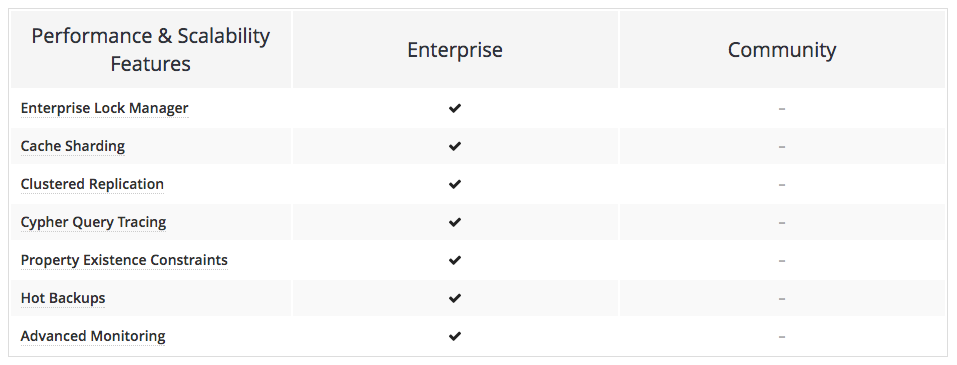 Performance & Scalability
Features
Enterprise
Community
Enterprise Lock Manager ✔ –
Cache Sharding ✔ –
Clustered Replication ✔ –
Cypher Query Tracing ✔ –
Property Existence Constraints ✔ –
Hot Backups ✔ –
Advanced Monitoring ✔ –